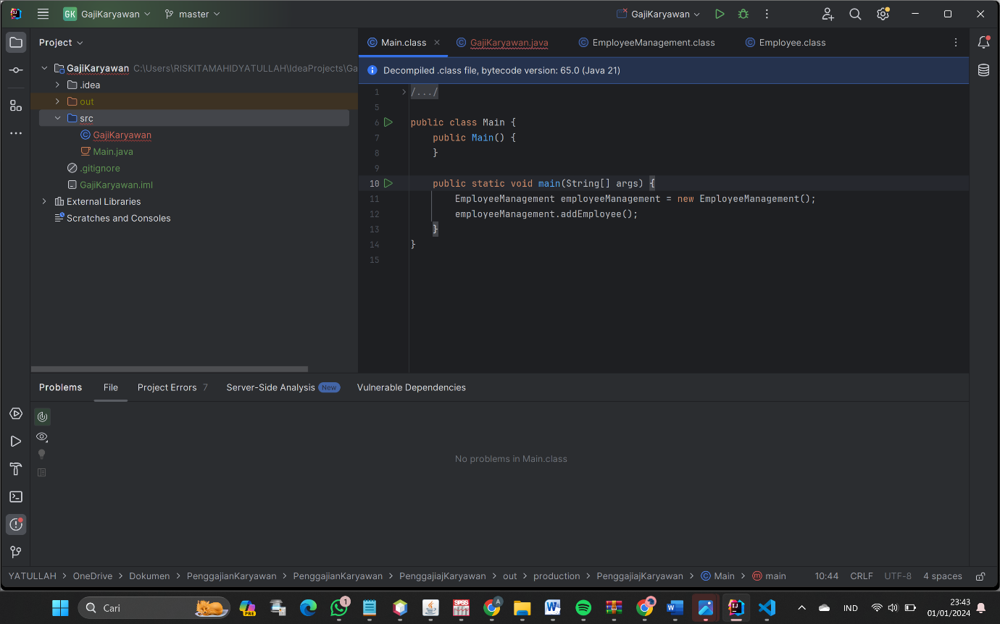 GK GajiKaryawan master GajiKaryawan
Project
GajiKaryawan C:\Users\RISKITAMAHIDYATULLAH\IdeaProjects\Ga
.idea
out
src
GajiKaryawan
Main.java
.gitignore
GajiKaryawan.iml
External Libraries
Scratches and Consoles
Main.class GajiKaryawan.java EmployeeManagement.class Employee.class
Decompiled .class file, bytecode version: 65.0 (Java 21)
1 /.../
5
6 public class Main {
7 public Main() {
8 }
9
10 public static void main(String[] args) {
11 EmployeeManagement employeeManagement = new EmployeeManagement();
12 employeeManagement.addEmployee();
13 }
14 }
15
Problems File Project Errors 7 Server-Side Analysis New Vulnerable Dependencies
No problems in Main.class
YATULLAH > OneDrive > Dokumen > PenggajianKaryawan > PenggajianKaryawan > PenggajiajKaryawan > out > production > PenggajiajKaryawan > Main > main 10:44 CRLF UTF-8 4 spaces
Cari PRE 1 SPSS A W IND 23:43
01/01/2024